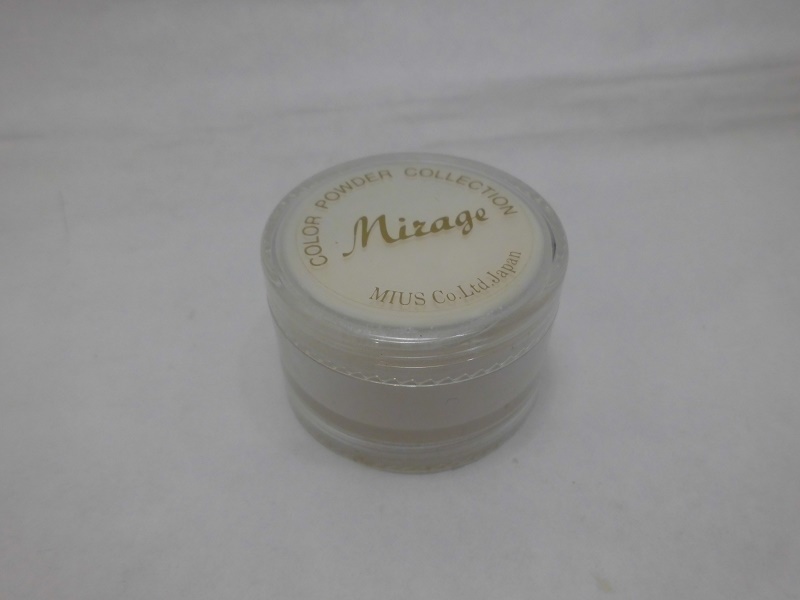 COLOR POWDER COLLECTION
Mirage
MIUS Co.Ltd.Japan